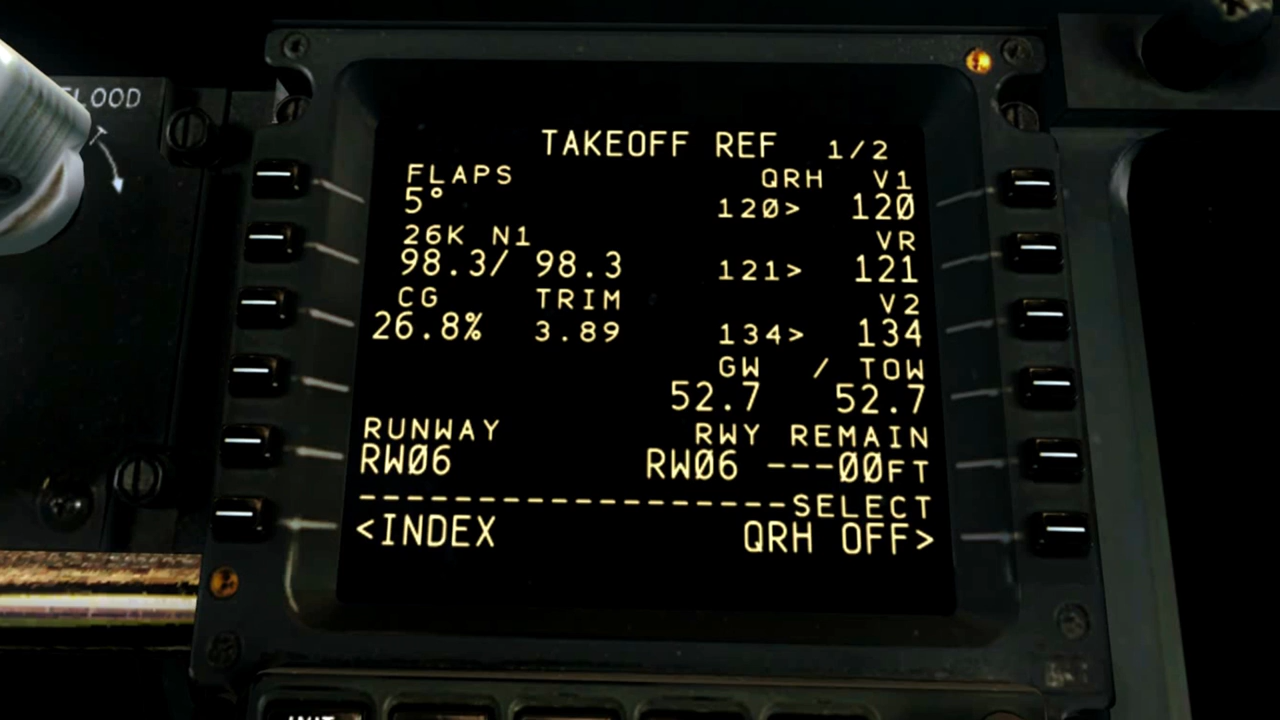 FLOOD
TAKEOFF REF 1/2
FLAPS QRH V1
5° 120> 120
26K N1 VR
98.3/ 98.3 121> 121
CG TRIM V2
26.8% 3.89 134> 134
GW / TOW
52.7 52.7
RUNWAY RWY REMAIN
RW06 RW06 ---00FT
------------------SELECT
<INDEX QRH OFF>